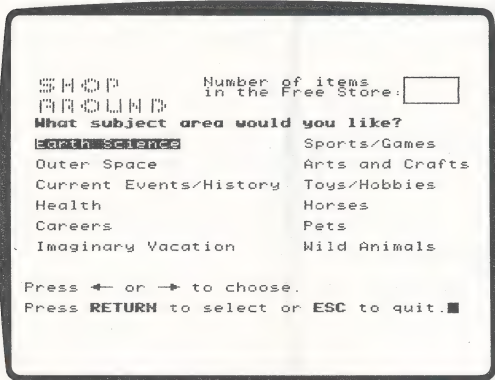 SHOP
AROUND
Number of items
in the Free Store:
What subject area would you like?
Earth Science
Outer Space
Current Events/History
Health
Careers
Imaginary Vacation
Sports/Games
Arts and Crafts
Toys/Hobbies
Horses
Pets
Wild Animals
Press ← or → to choose.
Press RETURN to select or ESC to quit.